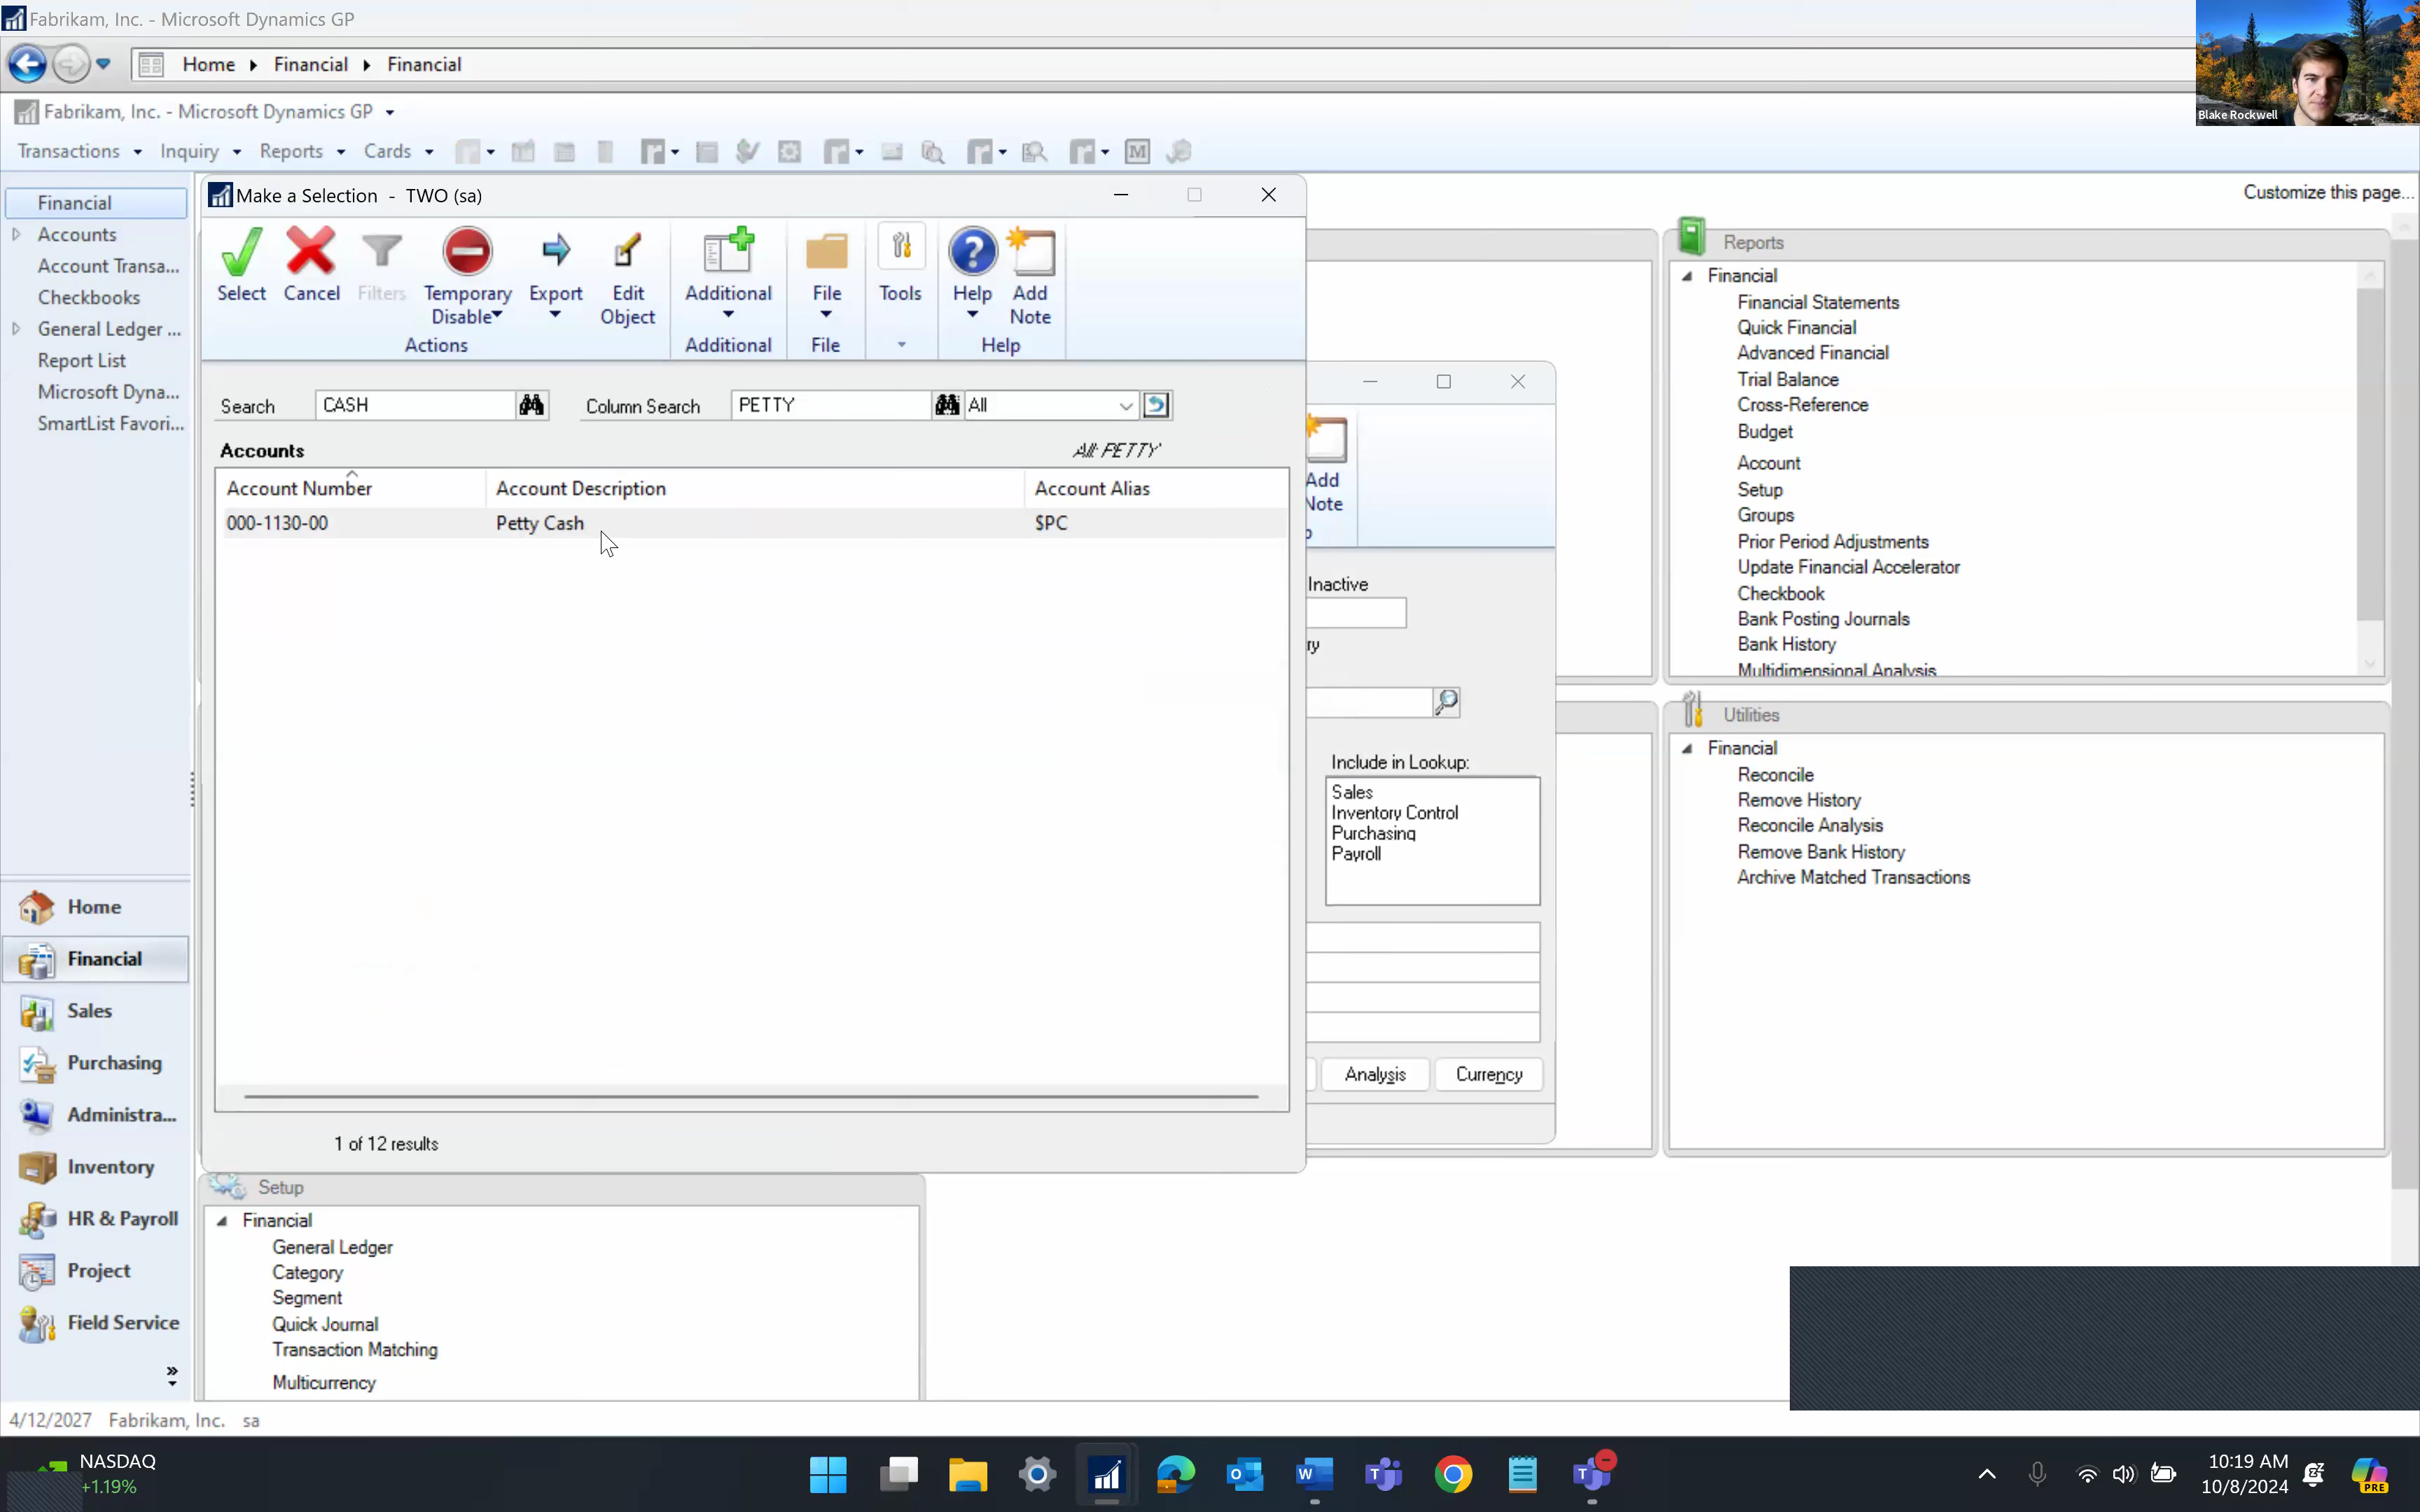 Fabrikam, Inc. - Microsoft Dynamics GP
Home Financial Financial
Blake Rockwell
Fabrikam, Inc. - Microsoft Dynamics GP
Transactions Inquiry Reports Cards
Customize this page...
Financial
Accounts
Account Transa...
Checkbooks
General Ledger ...
Report List
Microsoft Dyna...
SmartList Favori...
Make a Selection - TWO (sa)
Select Cancel Filters Temporary Disable Export Edit Object Additional File Tools Help Add Note
Actions Additional File Help
Search CASH Column Search PETTY All
Accounts All: PETTY*
Account Number Account Description Account Alias
000-1130-00 Petty Cash $PC
1 of 12 results
Add
Note
Inactive
ry
Include in Lookup:
Sales
Inventory Control
Purchasing
Payroll
Analysis Currency
Reports
Financial
Financial Statements
Quick Financial
Advanced Financial
Trial Balance
Cross-Reference
Budget
Account
Setup
Groups
Prior Period Adjustments
Update Financial Accelerator
Checkbook
Bank Posting Journals
Bank History
Multidimensional Analysis
Utilities
Financial
Reconcile
Remove History
Reconcile Analysis
Remove Bank History
Archive Matched Transactions
Home
Financial
Sales
Purchasing
Administra...
Inventory
HR & Payroll
Project
Field Service
Setup
Financial
General Ledger
Category
Segment
Quick Journal
Transaction Matching
Multicurrency
4/12/2027 Fabrikam, Inc. sa
NASDAQ
+1.19%
10:19 AM
10/8/2024
PRE